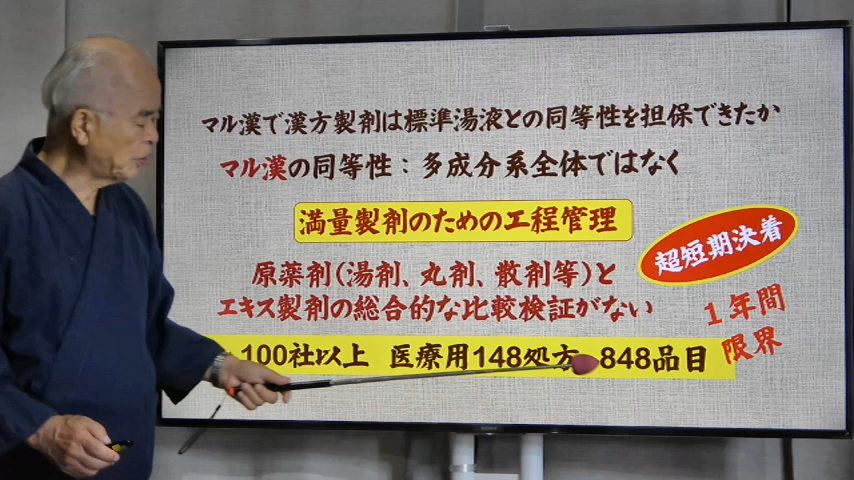 マル漢で漢方製剤は標準湯液との同等性を担保できたか
マル漢の同等性：多成分系全体ではなく
満量製剤のための工程管理
超短期決着
原薬剤（湯剤、丸剤、散剤等）と
エキス製剤の総合的な比較検証がない
1年間
限界
100社以上 医療用148処方 848品目